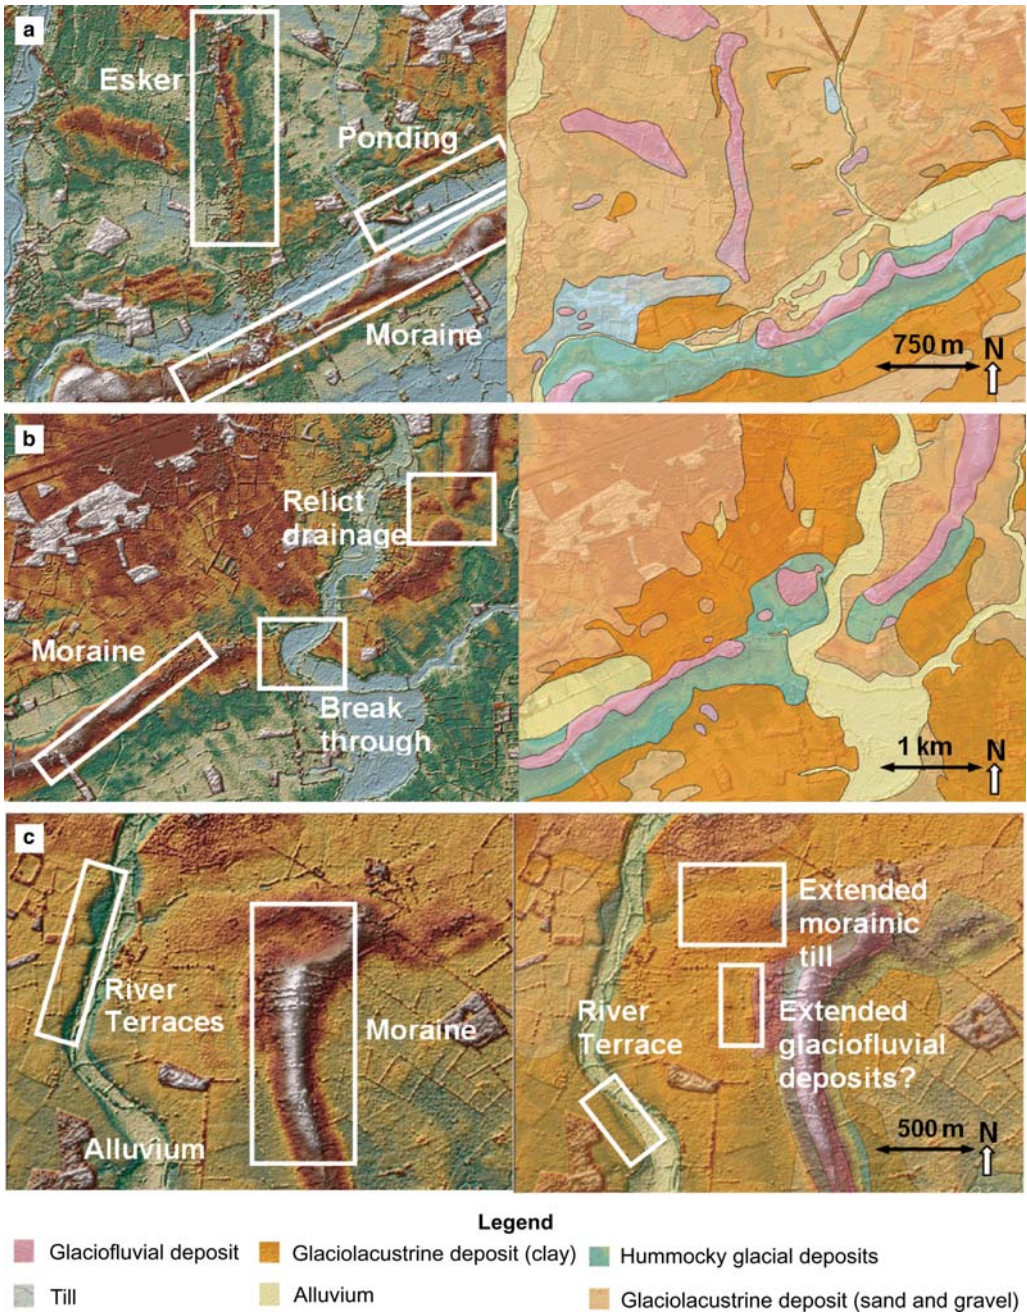 a
Esker
Ponding
Moraine
750 m
N
b
Relict
drainage
Moraine
Break
through
1 km
N
c
River
Terraces
Moraine
Alluvium
Extended
morainic
till
River
Terrace
Extended
glaciofluvial
deposits?
500 m
N
Legend
Glaciofluvial deposit
Glaciolacustrine deposit (clay)
Hummocky glacial deposits
Till
Alluvium
Glaciolacustrine deposit (sand and gravel)